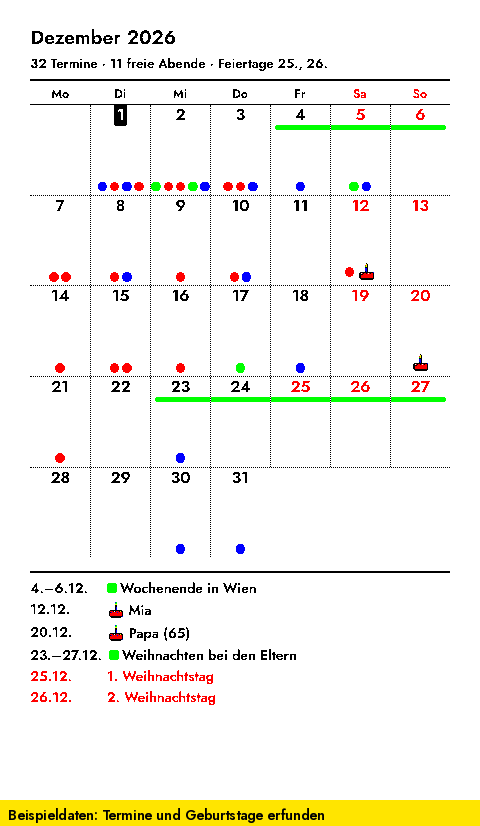 Dezember 2026
32 Termine · 11 freie Abende · Feiertage 25., 26.
Mo Di Mi Do Fr Sa So
1 2 3 4 5 6
7 8 9 10 11 12 13
14 15 16 17 18 19 20
21 22 23 24 25 26 27
28 29 30 31
4.–6.12. Wochenende in Wien
12.12. Mia
20.12. Papa (65)
23.–27.12. Weihnachten bei den Eltern
25.12. 1. Weihnachtstag
26.12. 2. Weihnachtstag
Beispieldaten: Termine und Geburtstage erfunden